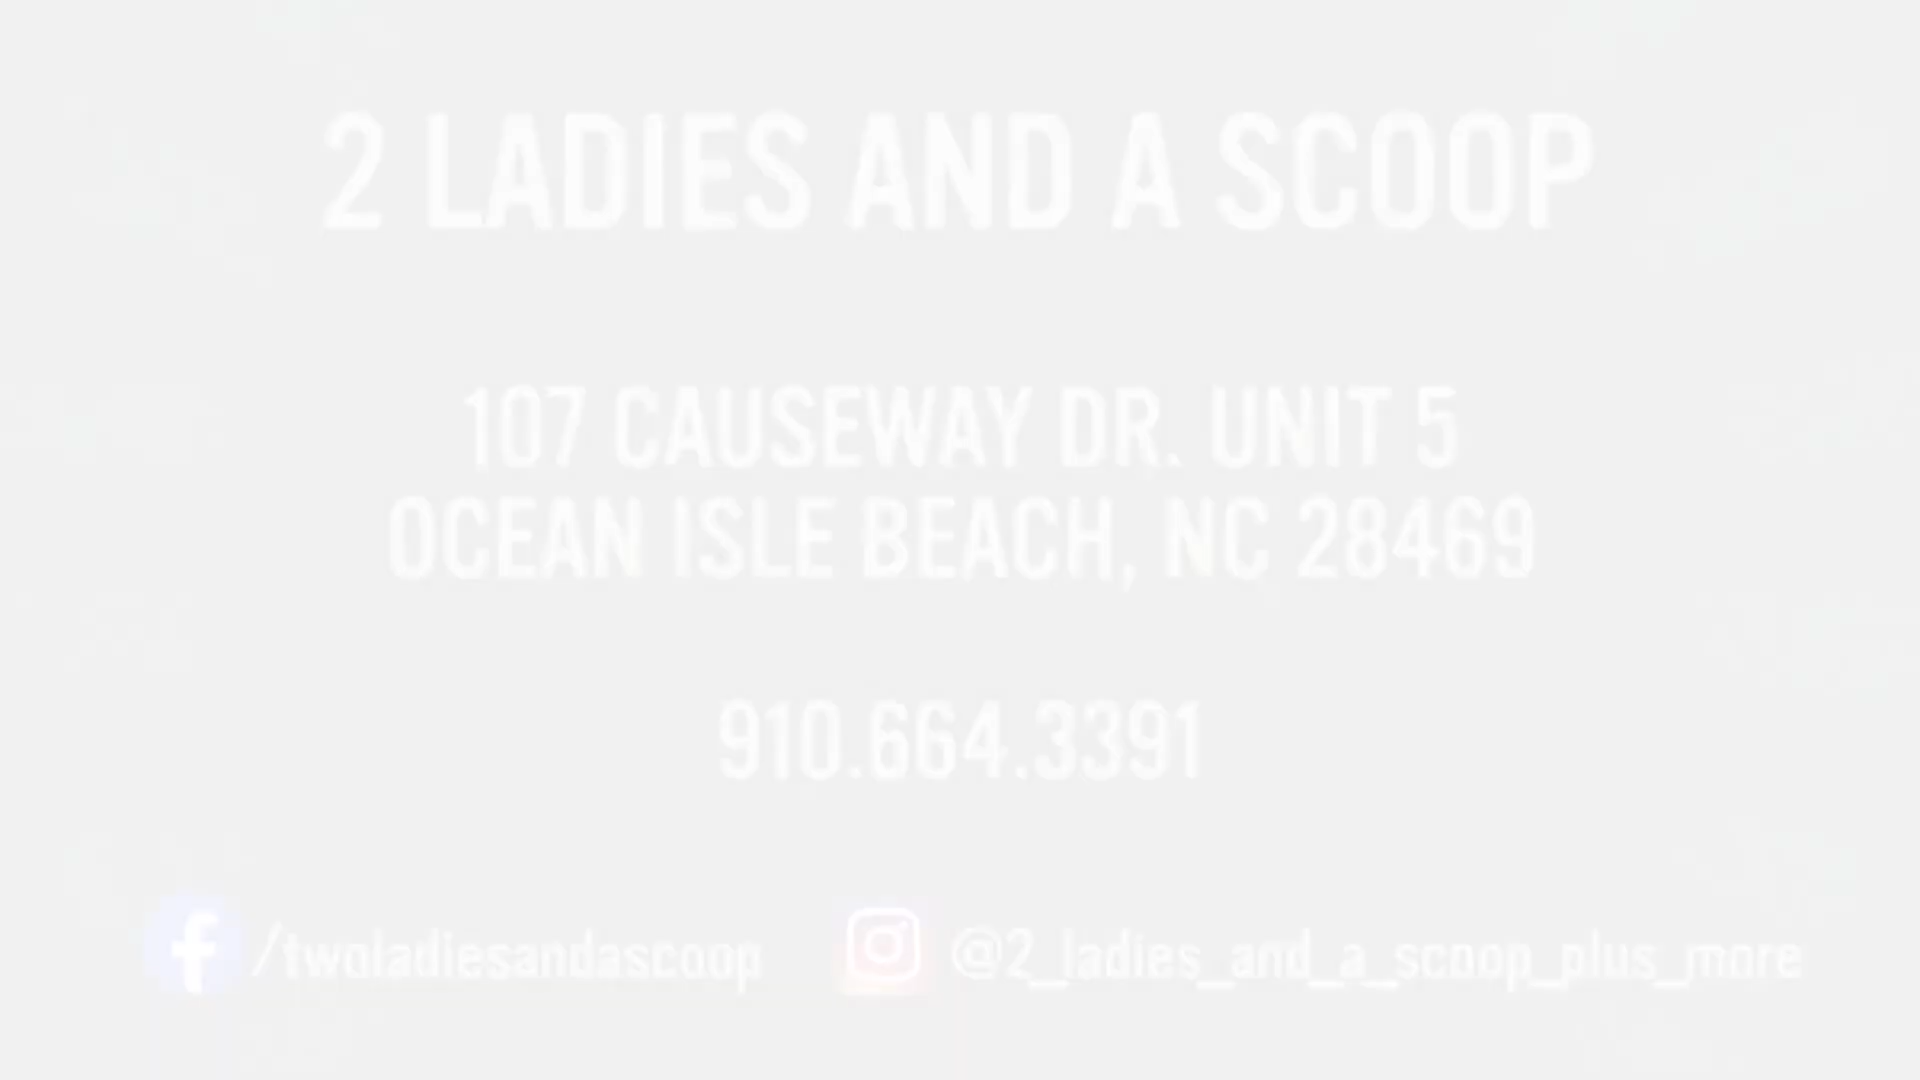 2 LADIES AND A SCOOP
107 CAUSEWAY DR. UNIT 5
OCEAN ISLE BEACH, NC 28469
910.664.3391
/twoladiesandascoop @2_ladies_and_a_scoop_plus_more